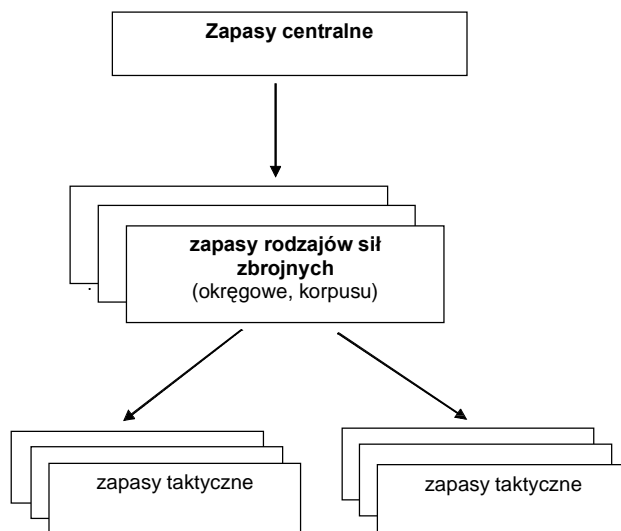 Zapasy centralne
zapasy rodzajów sił
zbrojnych
(okręgowe, korpusu)
zapasy taktyczne
zapasy taktyczne